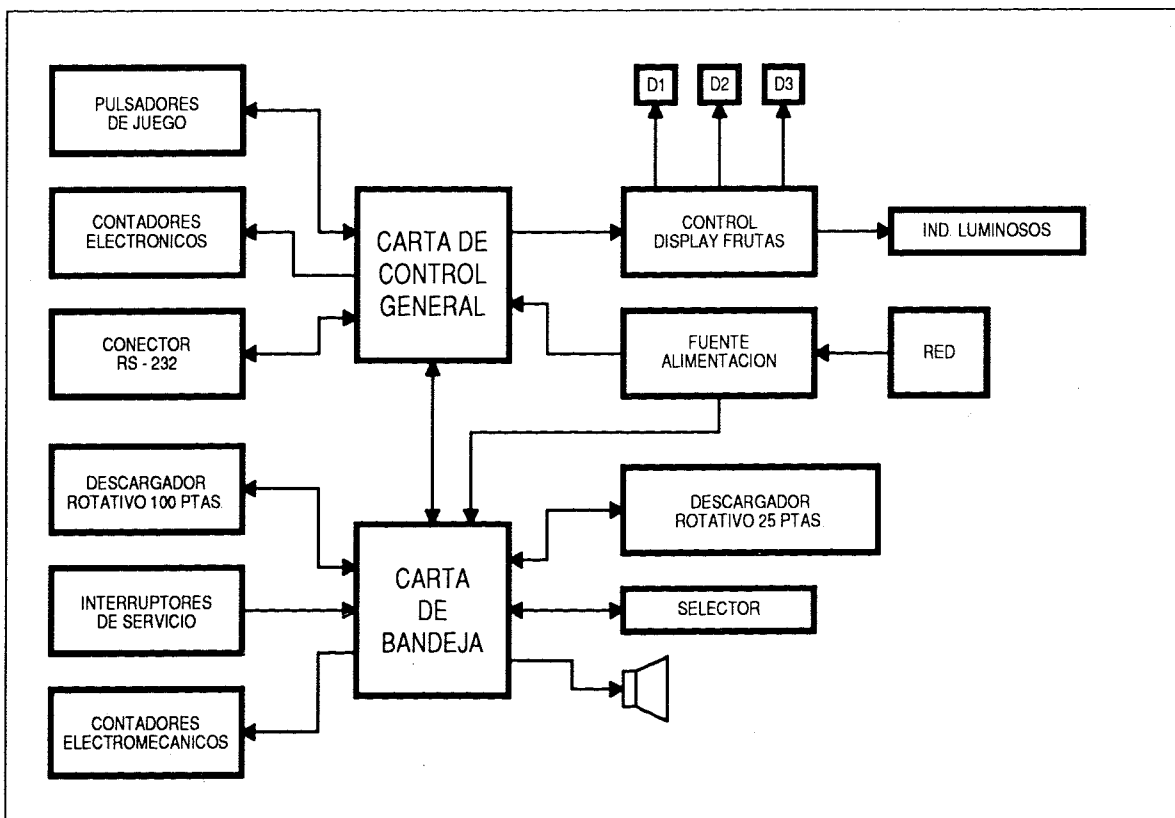 PULSADORES
DE JUEGO
D1
D2
D3
CONTADORES
ELECTRONICOS
CARTA DE
CONTROL
GENERAL
CONTROL
DISPLAY FRUTAS
IND. LUMINOSOS
CONECTOR
RS - 232
FUENTE
ALIMENTACION
RED
DESCARGADOR
ROTATIVO 100 PTAS.
DESCARGADOR
ROTATIVO 25 PTAS
INTERRUPTORES
DE SERVICIO
CARTA
DE
BANDEJA
SELECTOR
CONTADORES
ELECTROMECANICOS